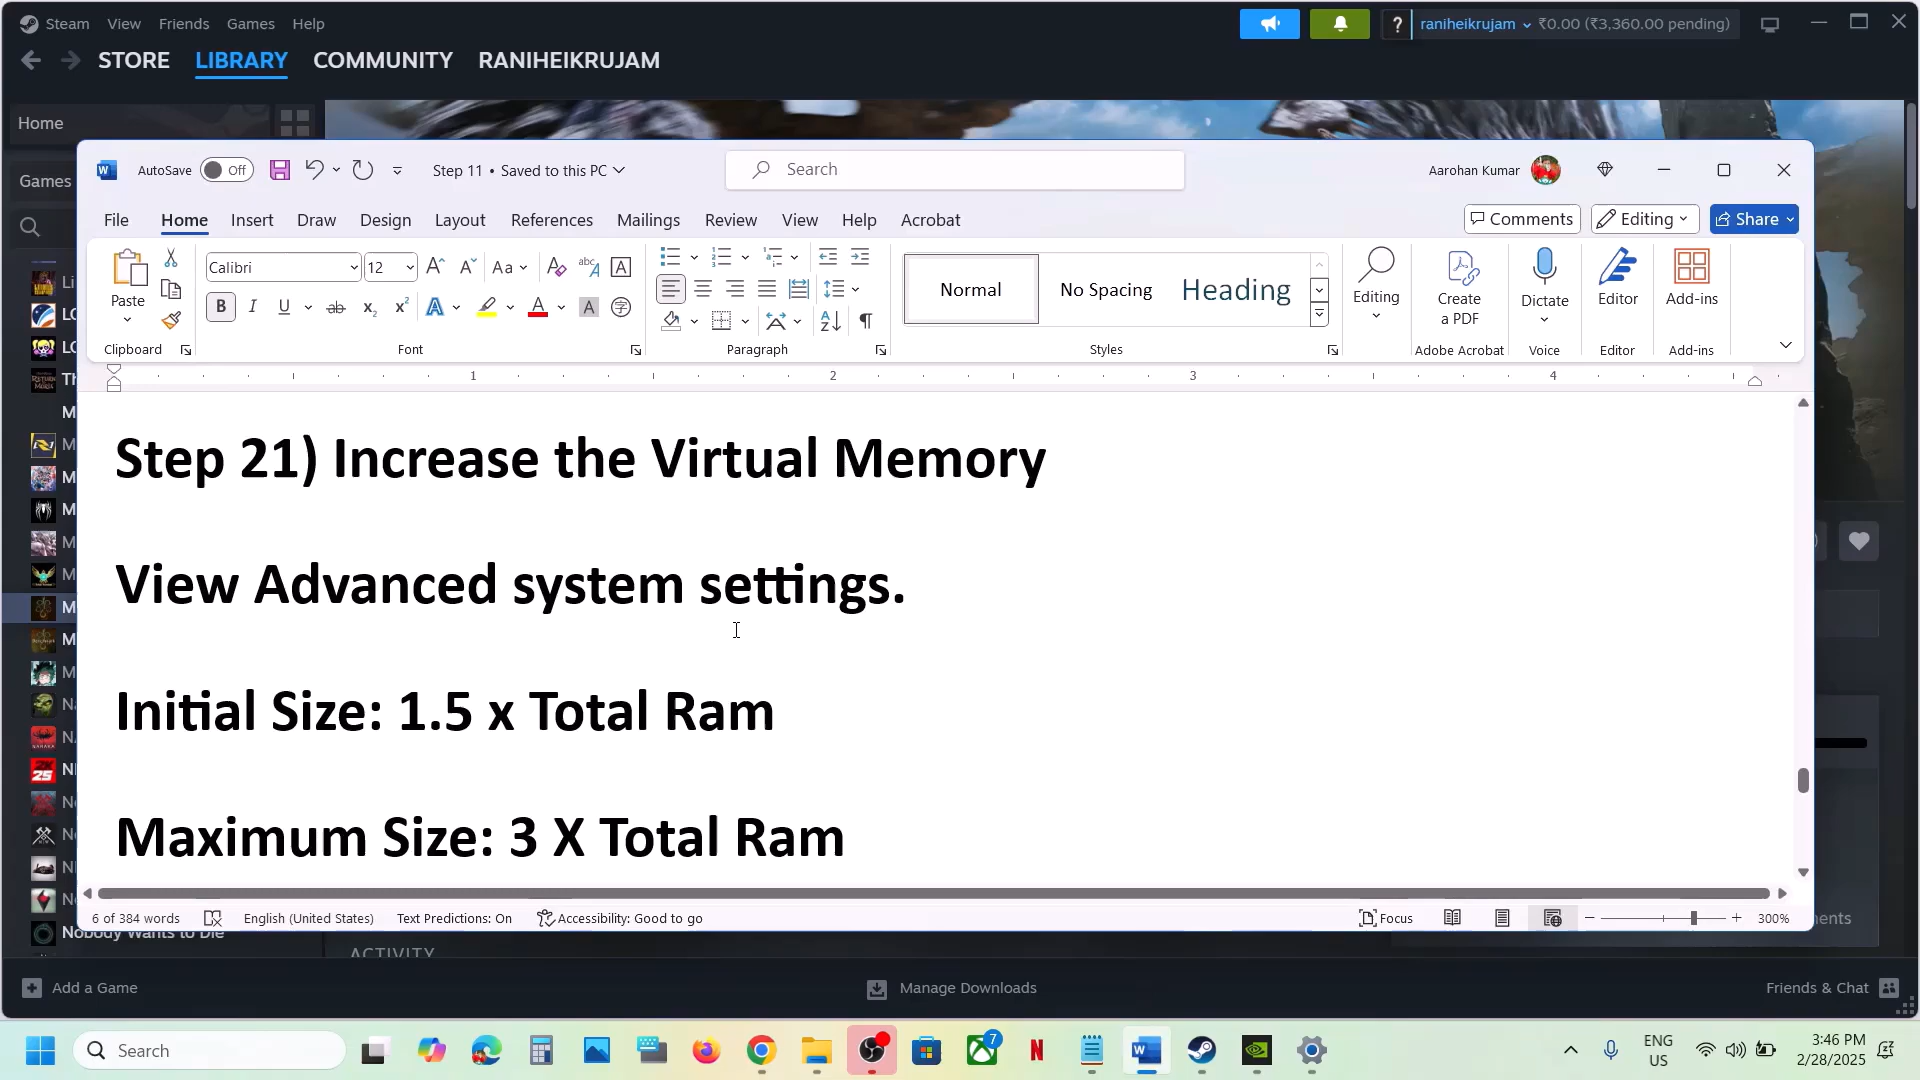 Steam View Friends Games Help
? raniheikrujam ₹0.00 (₹3,360.00 pending)
STORE LIBRARY COMMUNITY RANIHEIKRUJAM
Home
Games
AutoSave Off
Step 11 • Saved to this PC
Search
Aarohan Kumar
File Home Insert Draw Design Layout References Mailings Review View Help Acrobat
Comments Editing Share
Paste
Calibri 12
Normal No Spacing Heading
Editing
Create a PDF
Dictate
Editor
Add-ins
Clipboard Font Paragraph Styles Adobe Acrobat Voice Editor Add-ins
1 2 3 4
Step 21) Increase the Virtual Memory
View Advanced system settings.
Initial Size: 1.5 x Total Ram
Maximum Size: 3 X Total Ram
6 of 384 words English (United States) Text Predictions: On Accessibility: Good to go Focus 300%
Nobody Wants to Die
ACTIVITY
Add a Game Manage Downloads Friends & Chat
Search
7
ENG
US
3:46 PM
2/28/2025